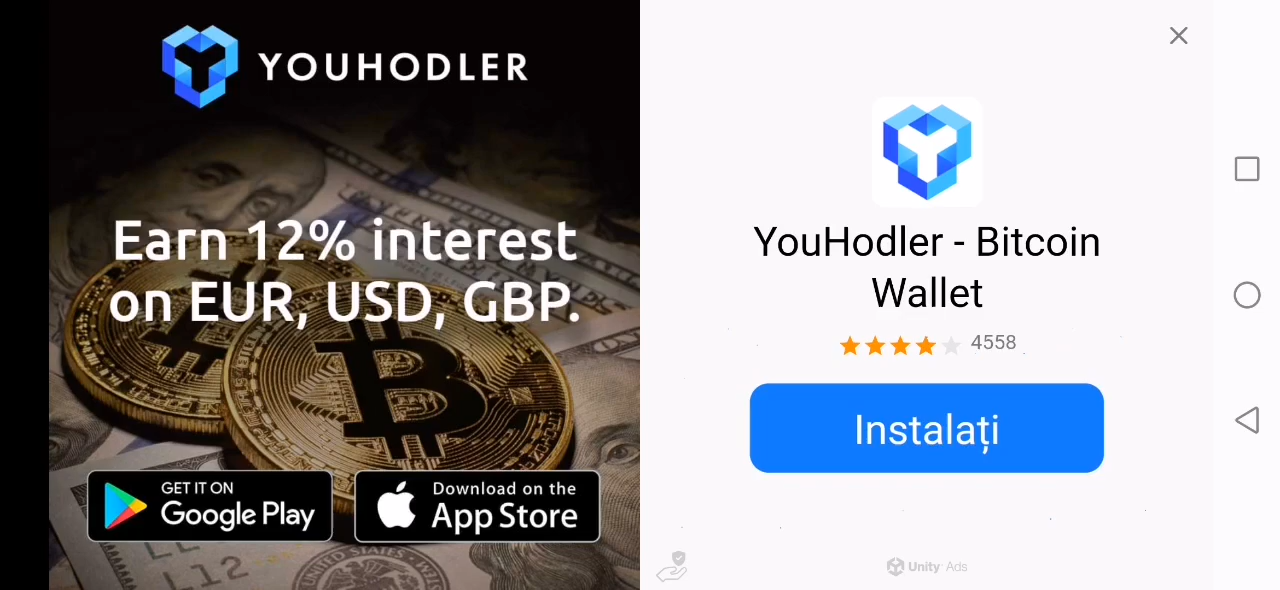 YOUHODLER
Earn 12% interest
on EUR, USD, GBP.
GET IT ON
Google Play
Download on the
App Store
YouHodler - Bitcoin
Wallet
4558
Instalați
Unity Ads